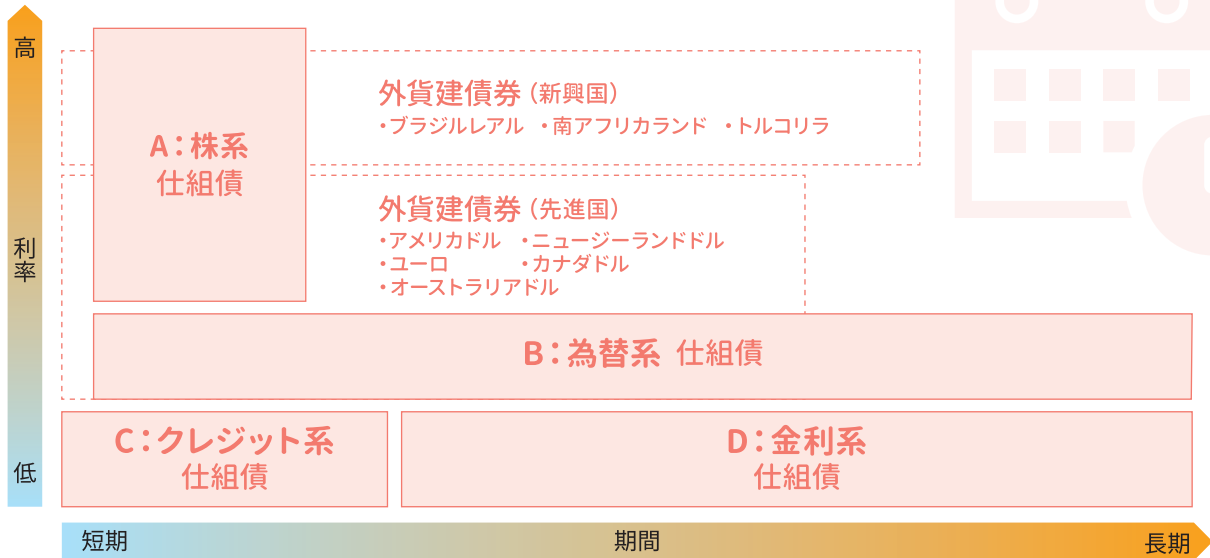 高
利率
低
A：株系
仕組債
外貨建債券（新興国）
・ブラジルレアル ・南アフリカランド ・トルコリラ
外貨建債券（先進国）
・アメリカドル ・ニュージーランドドル
・ユーロ ・カナダドル
・オーストラリアドル
B：為替系 仕組債
C：クレジット系
仕組債
D：金利系
仕組債
短期 期間 長期